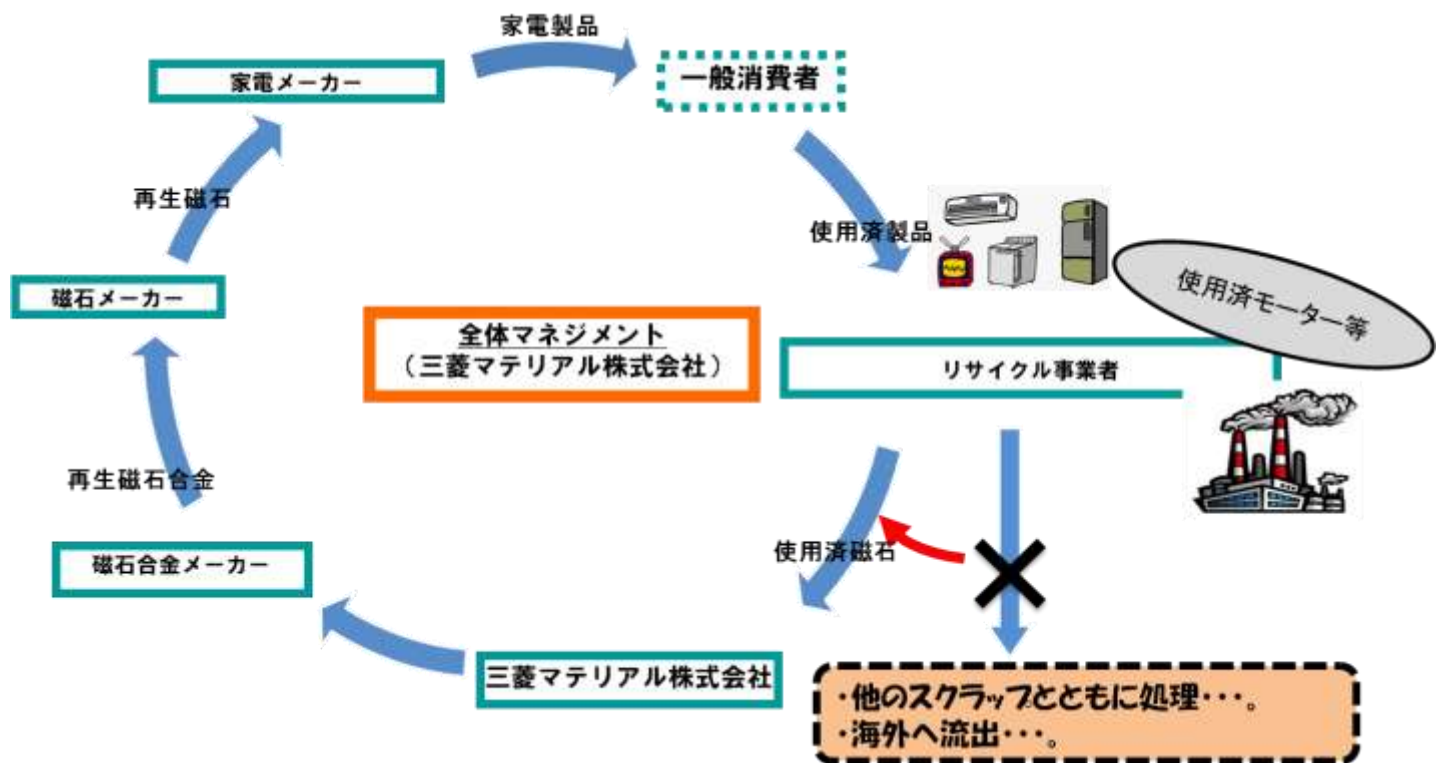 家電製品
家電メーカー
一般消費者
再生磁石
使用済製品
使用済モーター等
磁石メーカー
全体マネジメント
（三菱マテリアル株式会社）
リサイクル事業者
再生磁石合金
使用済磁石
磁石合金メーカー
三菱マテリアル株式会社
・他のスクラップとともに処理・・・。
・海外へ流出・・・。